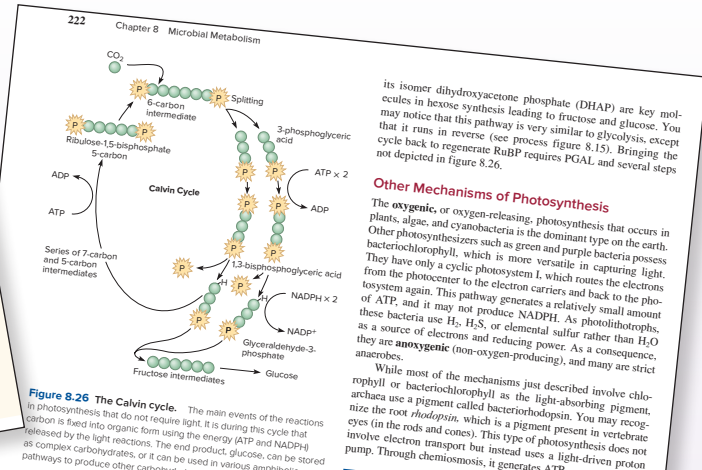 222
Chapter 8 Microbial Metabolism
CO2
P
P
Splitting
6-carbon
intermediate
P
P
Ribulose-1,5-bisphosphate
5-carbon
3-phosphoglyceric
acid
P
P
ATP x 2
ADP
ADP
ATP
Calvin Cycle
P
P
P
P
Series of 7-carbon
and 5-carbon
intermediates
1,3-bisphosphoglyceric acid
P
P
H
H
NADPH x 2
NADP+
P
P
Glyceraldehyde-3-
phosphate
Fructose intermediates
Glucose
Figure 8.26 The Calvin cycle. The main events of the reactions
in photosynthesis that do not require light. It is during this cycle that
carbon is fixed into organic form using the energy (ATP and NADPH)
released by the light reactions. The end product, glucose, can be stored
as complex carbohydrates, or it can be used in various
pathways to produce other
its isomer dihydroxyacetone phosphate (DHAP) are key mol-
ecules in hexose synthesis leading to fructose and glucose. You
may notice that this pathway is very similar to glycolysis, except
that it runs in reverse (see process figure 8.15). Bringing the
cycle back to regenerate RuBP requires PGAL and several steps
not depicted in figure 8.26.
Other Mechanisms of Photosynthesis
The oxygenic, or oxygen-releasing, photosynthesis that occurs in
plants, algae, and cyanobacteria is the dominant type on the earth.
Other photosynthesizers such as green and purple bacteria possess
bacteriochlorophyll, which is more versatile in capturing light.
They have only a cyclic photosystem I, which routes the electrons
from the photocenter to the electron carriers and back to the pho-
tosystem again. This pathway generates a relatively small amount
of ATP, and it may not produce NADPH. As photolithotrophs,
these bacteria use H2, H2S, or elemental sulfur rather than H2O
as a source of electrons and reducing power. As a consequence,
they are anoxygenic (non-oxygen-producing), and many are strict
anaerobes.
While most of the mechanisms just described involve chlo-
rophyll or bacteriochlorophyll as the light-absorbing pigment,
archaea use a pigment called bacteriorhodopsin. You may recog-
nize the root rhodopsin, which is a pigment present in vertebrate
eyes (in the rods and cones). This type of photosynthesis does not
involve electron transport but instead uses a light-driven proton
pump. Through chemiosmosis, it generates ATP